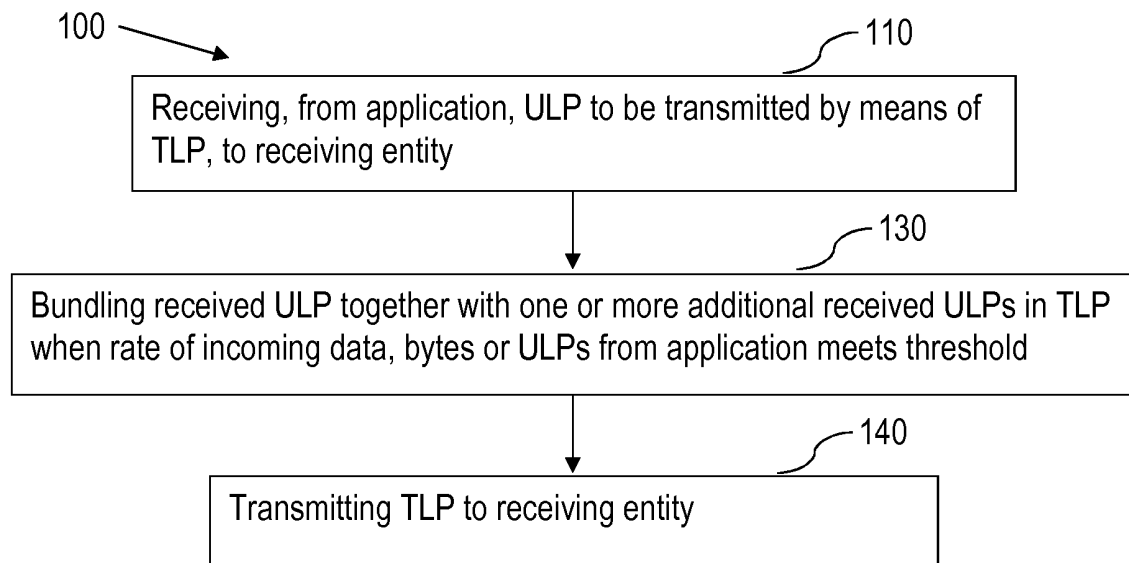 100
110
Receiving, from application, ULP to be transmitted by means of
TLP, to receiving entity
130
Bundling received ULP together with one or more additional received ULPs in TLP
when rate of incoming data, bytes or ULPs from application meets threshold
140
Transmitting TLP to receiving entity